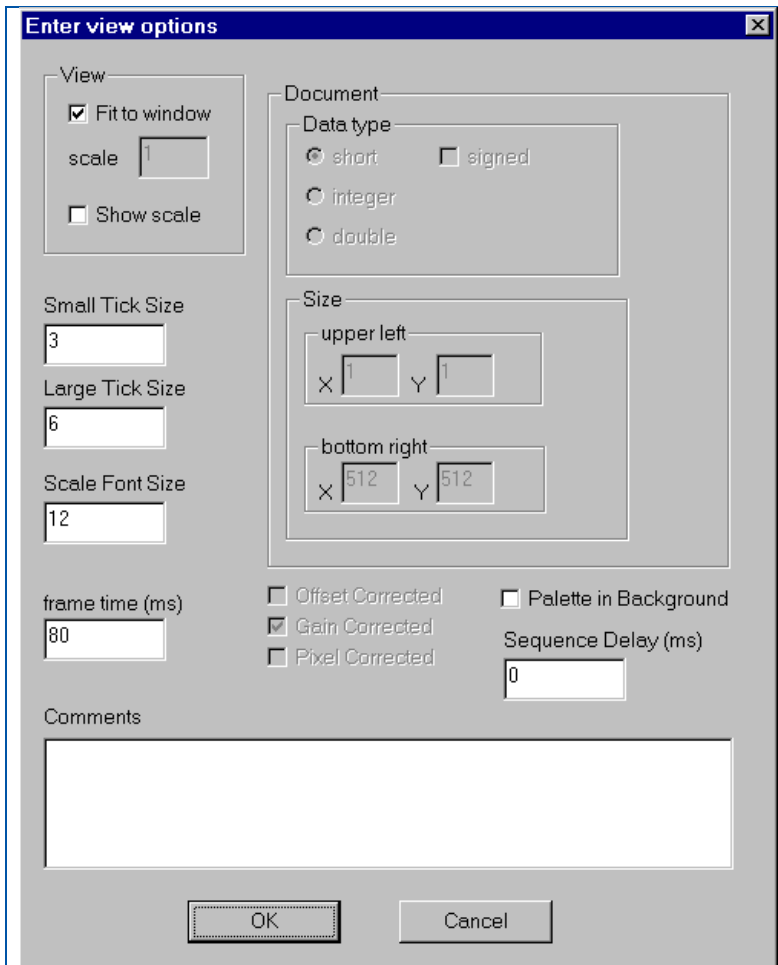 Enter view options
View
Fit to window
scale 1
Show scale
Small Tick Size
3
Large Tick Size
6
Scale Font Size
12
frame time (ms)
80
Document
Data type
short signed
integer
double
Size
upper left
X 1 Y 1
bottom right
X 512 Y 512
Offset Corrected
Gain Corrected
Pixel Corrected
Palette in Background
Sequence Delay (ms)
0
Comments
OK Cancel